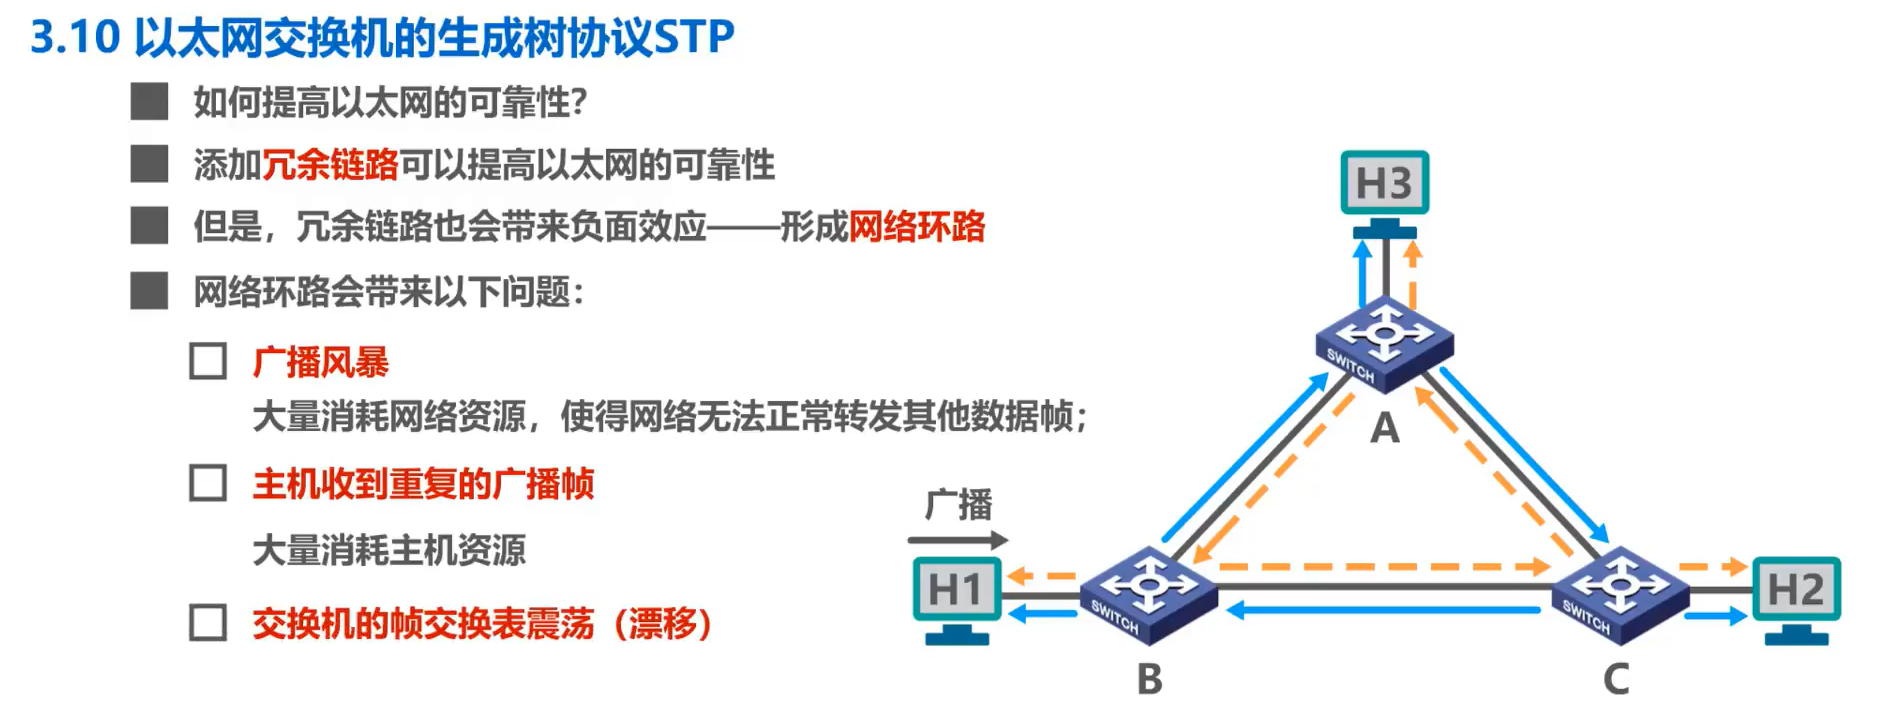 3.10 以太网交换机的生成树协议STP
如何提高以太网的可靠性？
添加冗余链路可以提高以太网的可靠性
但是，冗余链路也会带来负面效应——形成网络环路
网络环路会带来以下问题：
广播风暴
大量消耗网络资源，使得网络无法正常转发其他数据帧；
主机收到重复的广播帧
大量消耗主机资源
交换机的帧交换表震荡（漂移）
H3
SWITCH
A
广播
H1
SWITCH
B
SWITCH
C
H2